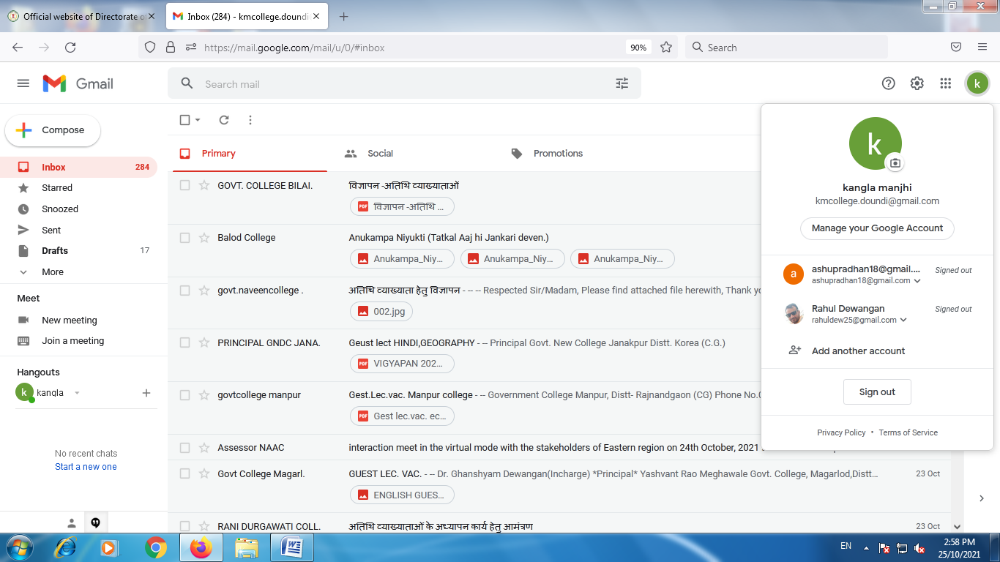 Official website of Directorate of
Inbox (284) - kmcollege.doundi
https://mail.google.com/mail/u/0/#inbox
90%
Search
Gmail
Search mail
k
Compose
Inbox 284
Starred
Snoozed
Sent
Drafts 17
More
Meet
New meeting
Join a meeting
Hangouts
k kangla
No recent chats
Start a new one
Primary
Social
Promotions
GOVT. COLLEGE BILAI. विज्ञापन -अतिथि व्याख्याताओं
PDF विज्ञापन -अतिथि ...
Balod College Anukampa Niyukti (Tatkal Aaj hi Jankari deven.)
Anukampa_Niy... Anukampa_Niy... Anukampa_Niy...
govt.naveencollege . अतिथि व्याख्याता हेतु विज्ञापन - -- -- Respected Sir/Madam, Please find attached file herewith, Thank yo
002.jpg
PRINCIPAL GNDC JANA. Geust lect HINDI,GEOGRAPHY - -- Principal Govt. New College Janakpur Distt. Korea (C.G.)
PDF VIGYAPAN 202...
govtcollege manpur Gest.Lec.vac. Manpur college - -- Government College Manpur, Distt- Rajnandgaon (CG) Phone No.
PDF Gest lec.vac. ec...
Assessor NAAC interaction meet in the virtual mode with the stakeholders of Eastern region on 24th October, 2021
Govt College Magarl. GUEST LEC. VAC. - -- Dr. Ghanshyam Dewangan(Incharge) *Principal* Yashvant Rao Meghawale Govt. College, Magarlod,Distt... 23 Oct
ENGLISH GUES...
RANI DURGAWATI COLL. अतिथि व्याख्याताओं के अध्यापन कार्य हेतु आमंत्रण 23 Oct
k
kangla manjhi
kmcollege.doundi@gmail.com
Manage your Google Account
a ashupradhan18@gmail.... Signed out
ashupradhan18@gmail.com
Rahul Dewangan Signed out
rahuldew25@gmail.com
Add another account
Sign out
Privacy Policy • Terms of Service
EN
2:58 PM
25/10/2021